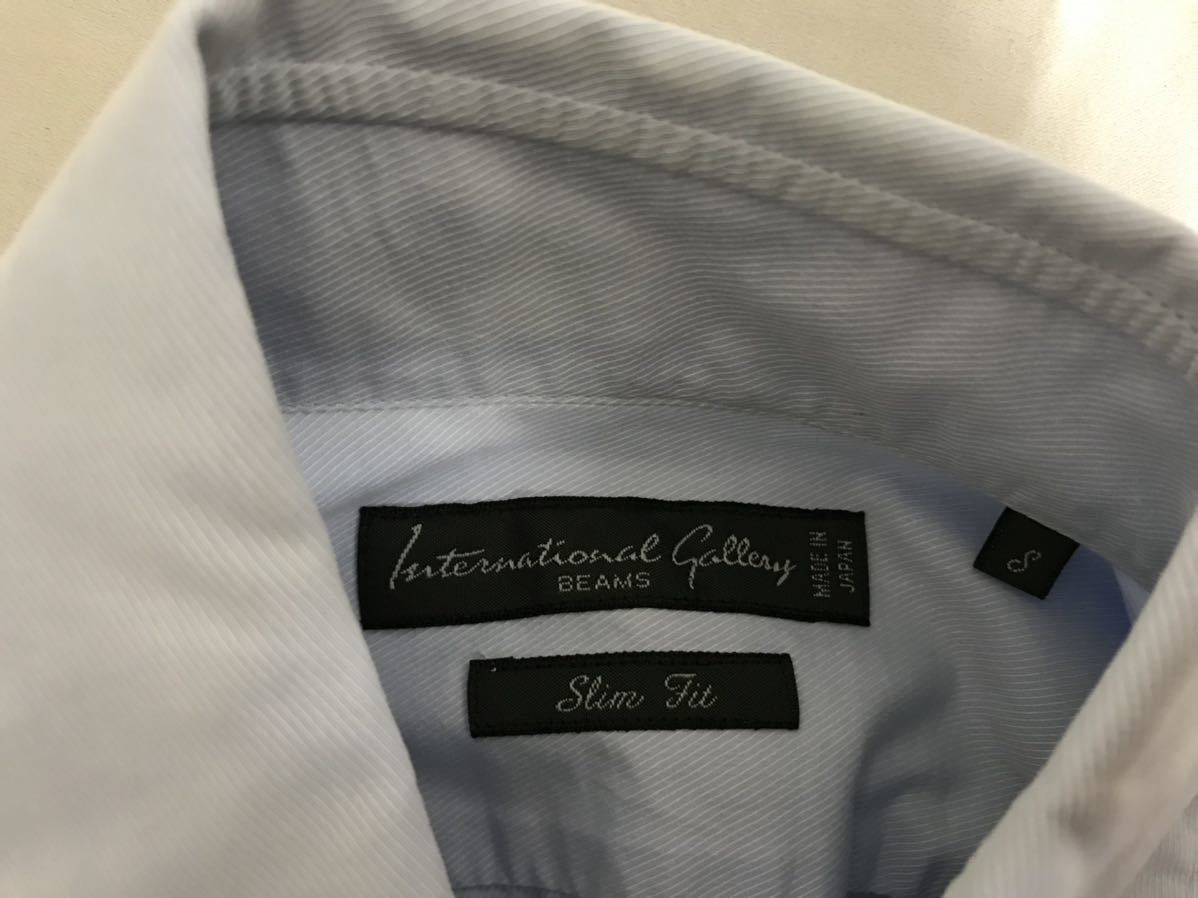 International Gallery
BEAMS
MADE IN
JAPAN
S
Slim Fit